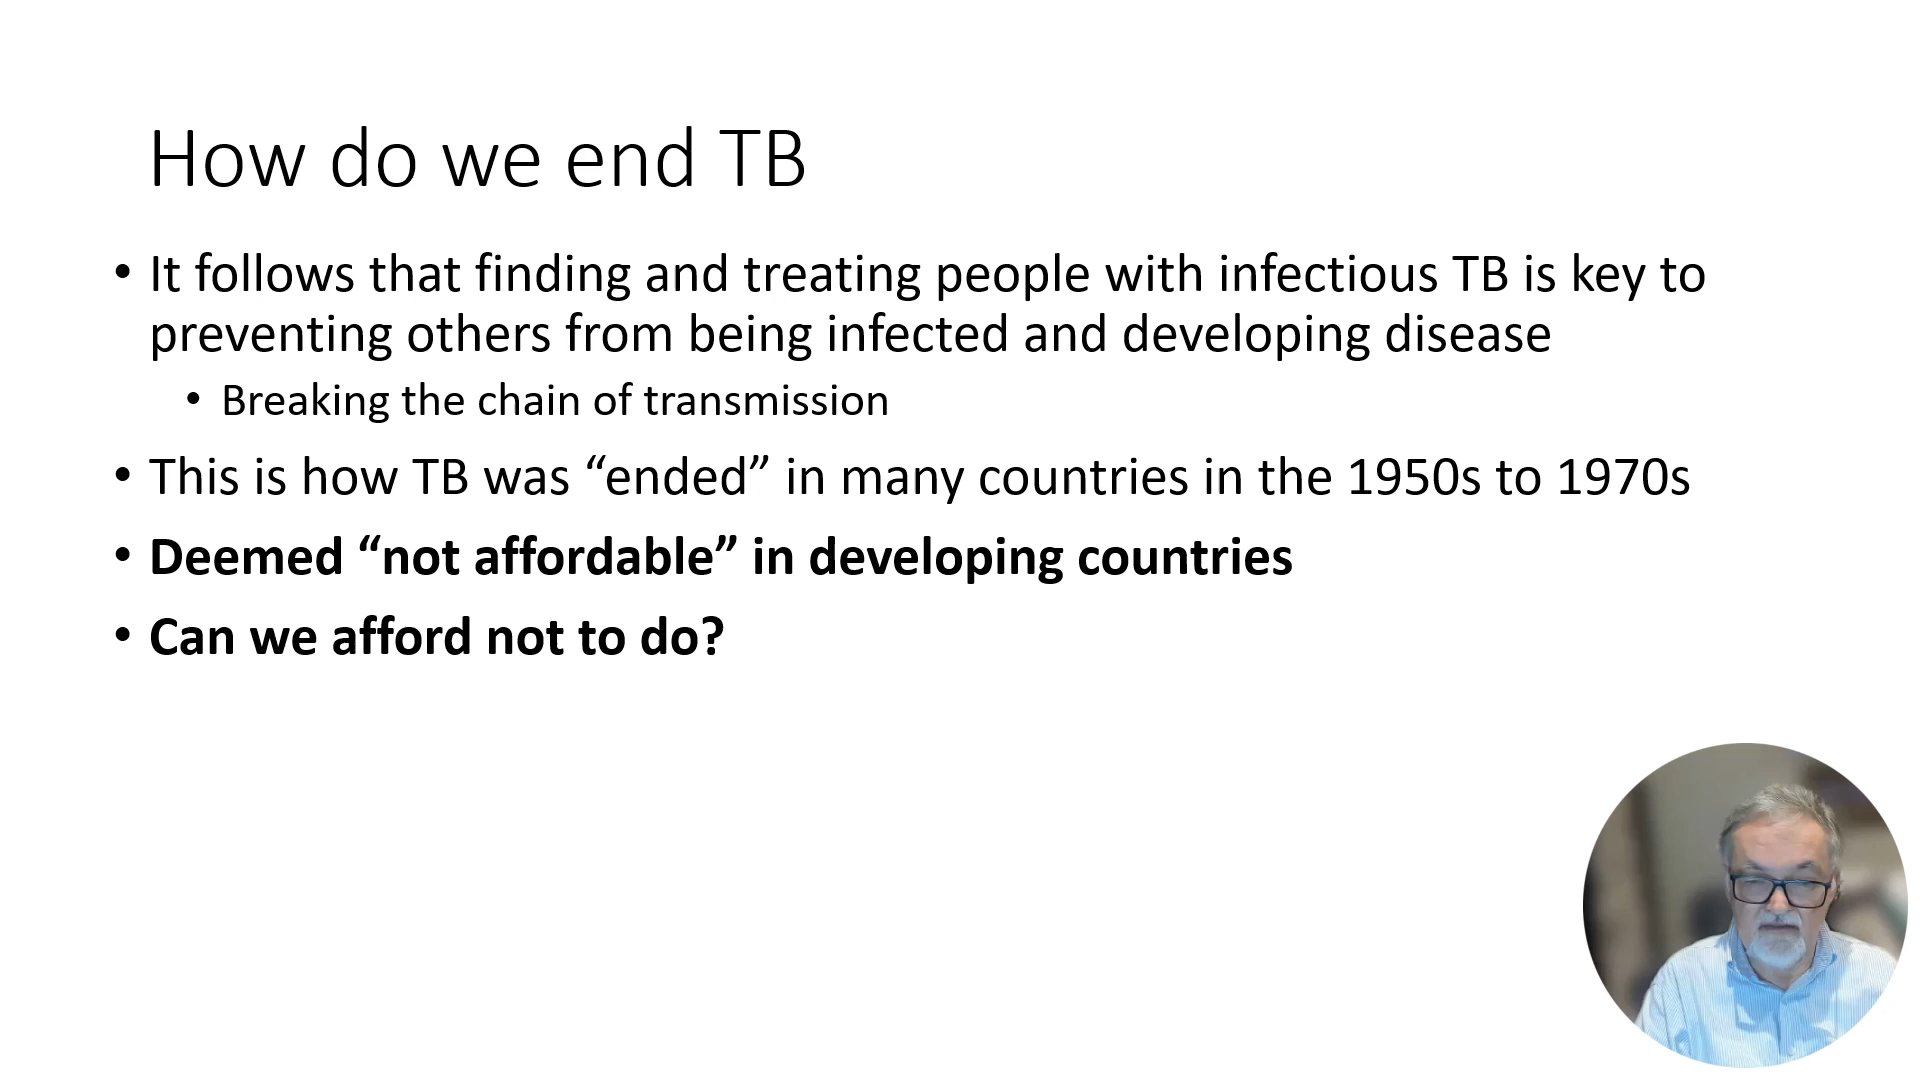 How do we end TB
• It follows that finding and treating people with infectious TB is key to
preventing others from being infected and developing disease
• Breaking the chain of transmission
• This is how TB was “ended” in many countries in the 1950s to 1970s
• Deemed “not affordable” in developing countries
• Can we afford not to do?